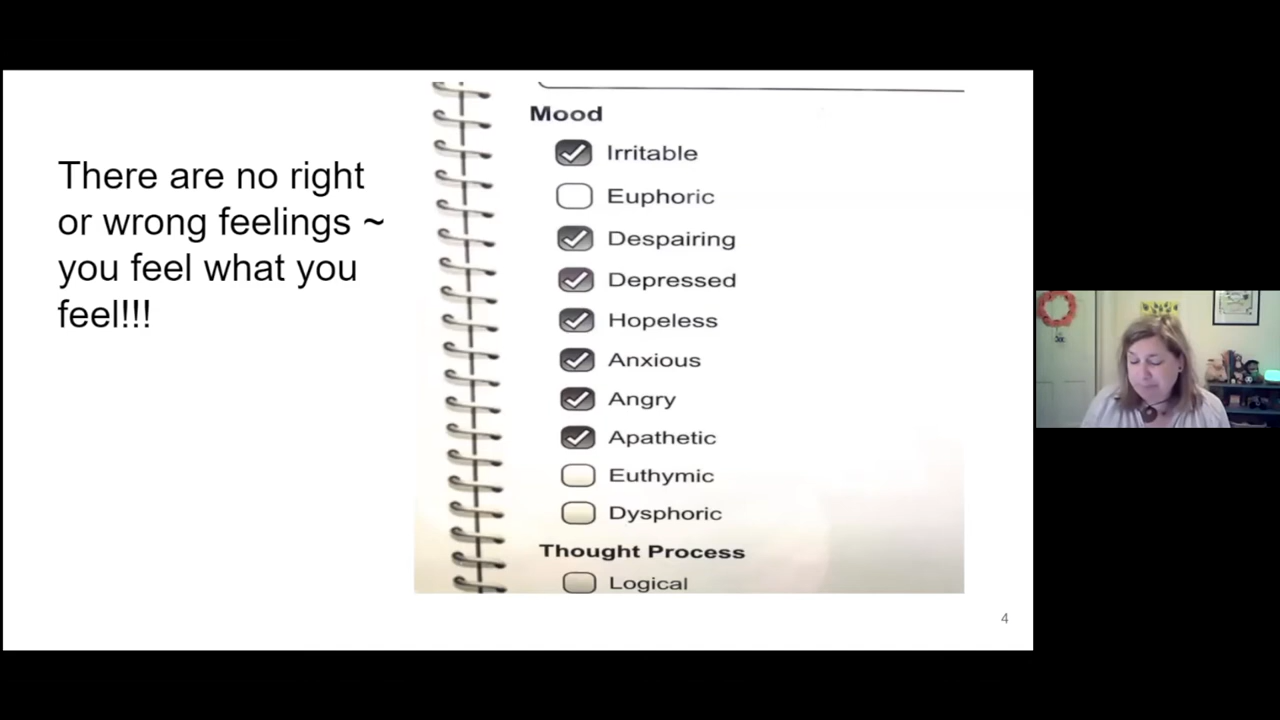 There are no right
or wrong feelings ~
you feel what you
feel!!!
Mood
Irritable
Euphoric
Despairing
Depressed
Hopeless
Anxious
Angry
Apathetic
Euthymic
Dysphoric
Thought Process
Logical
4